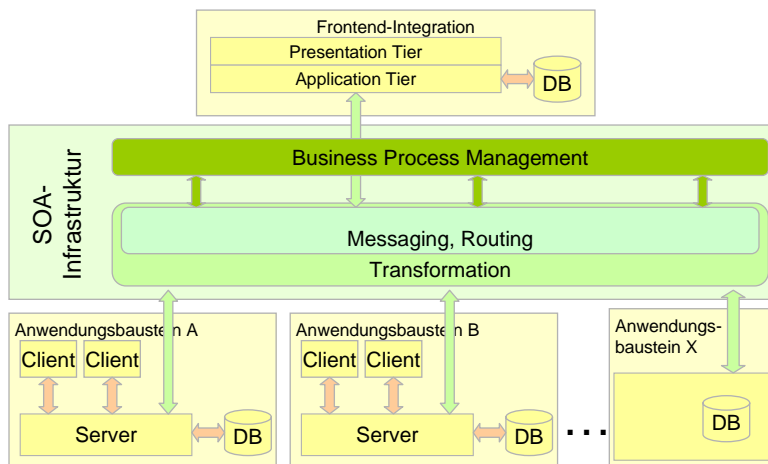 Frontend-Integration
Presentation Tier
Application Tier
DB
SOA-
Infrastruktur
Business Process Management
Messaging, Routing
Transformation
Anwendungsbaustein A
Client
Client
Server
DB
Anwendungsbaustein B
Client
Client
Server
DB
...
Anwendungs-
baustein X
DB